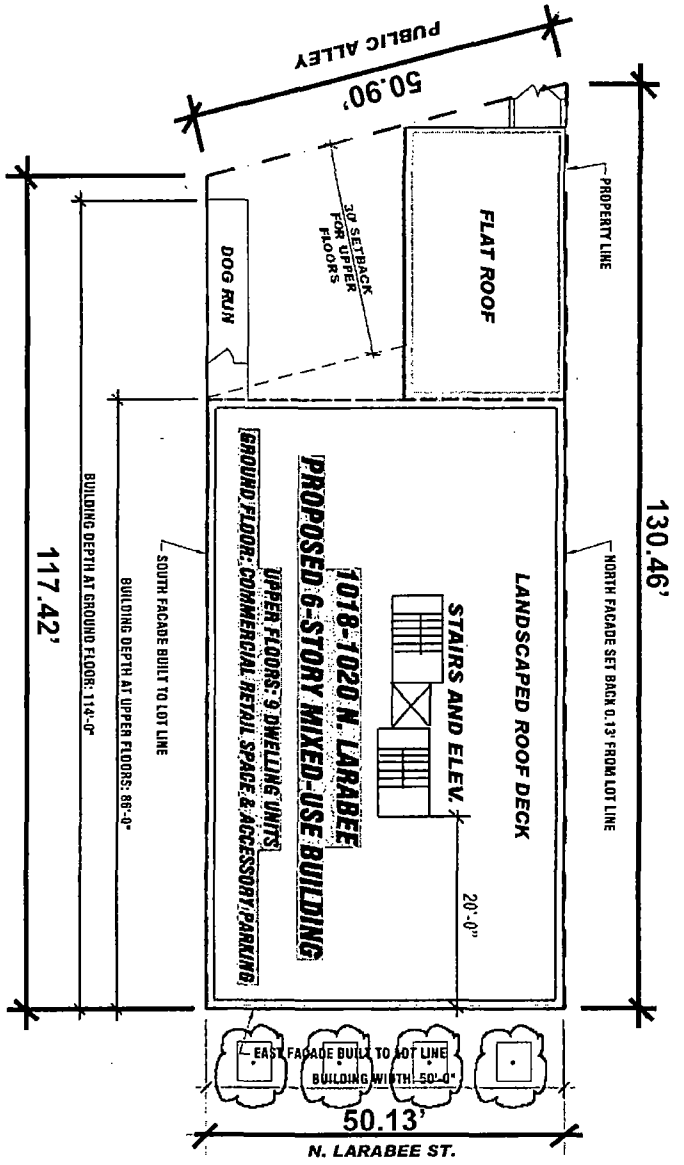 PUBLIC ALLEY
50.90'
130.46'
PROPERTY LINE
NORTH FACADE SET BACK 0.13' FROM LOT LINE
FLAT ROOF
30' SETBACK
FOR UPPER
FLOORS
DOG RUN
LANDSCAPED ROOF DECK
STAIRS AND ELEV.
20'-0"
1018-1020 N. LARABEE
PROPOSED 6-STORY MIXED-USE BUILDING
UPPER FLOORS: 9 DWELLING UNITS
GROUND FLOOR: COMMERCIAL RETAIL SPACE & ACCESSORY PARKING
SOUTH FACADE BUILT TO LOT LINE
BUILDING DEPTH AT UPPER FLOORS: 86'-0"
BUILDING DEPTH AT GROUND FLOOR: 114'-0"
117.42'
EAST FACADE BUILT TO LOT LINE
BUILDING WIDTH 50'-0"
50.13'
N. LARABEE ST.